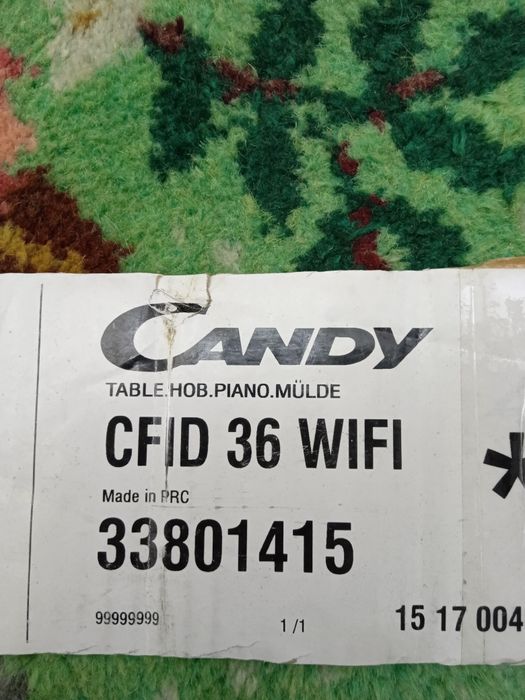 CANDY
TABLE.HOB.PIANO.MÜLDE
CFID 36 WIFI
Made in PRC
33801415
99999999 1/1 15 17 004